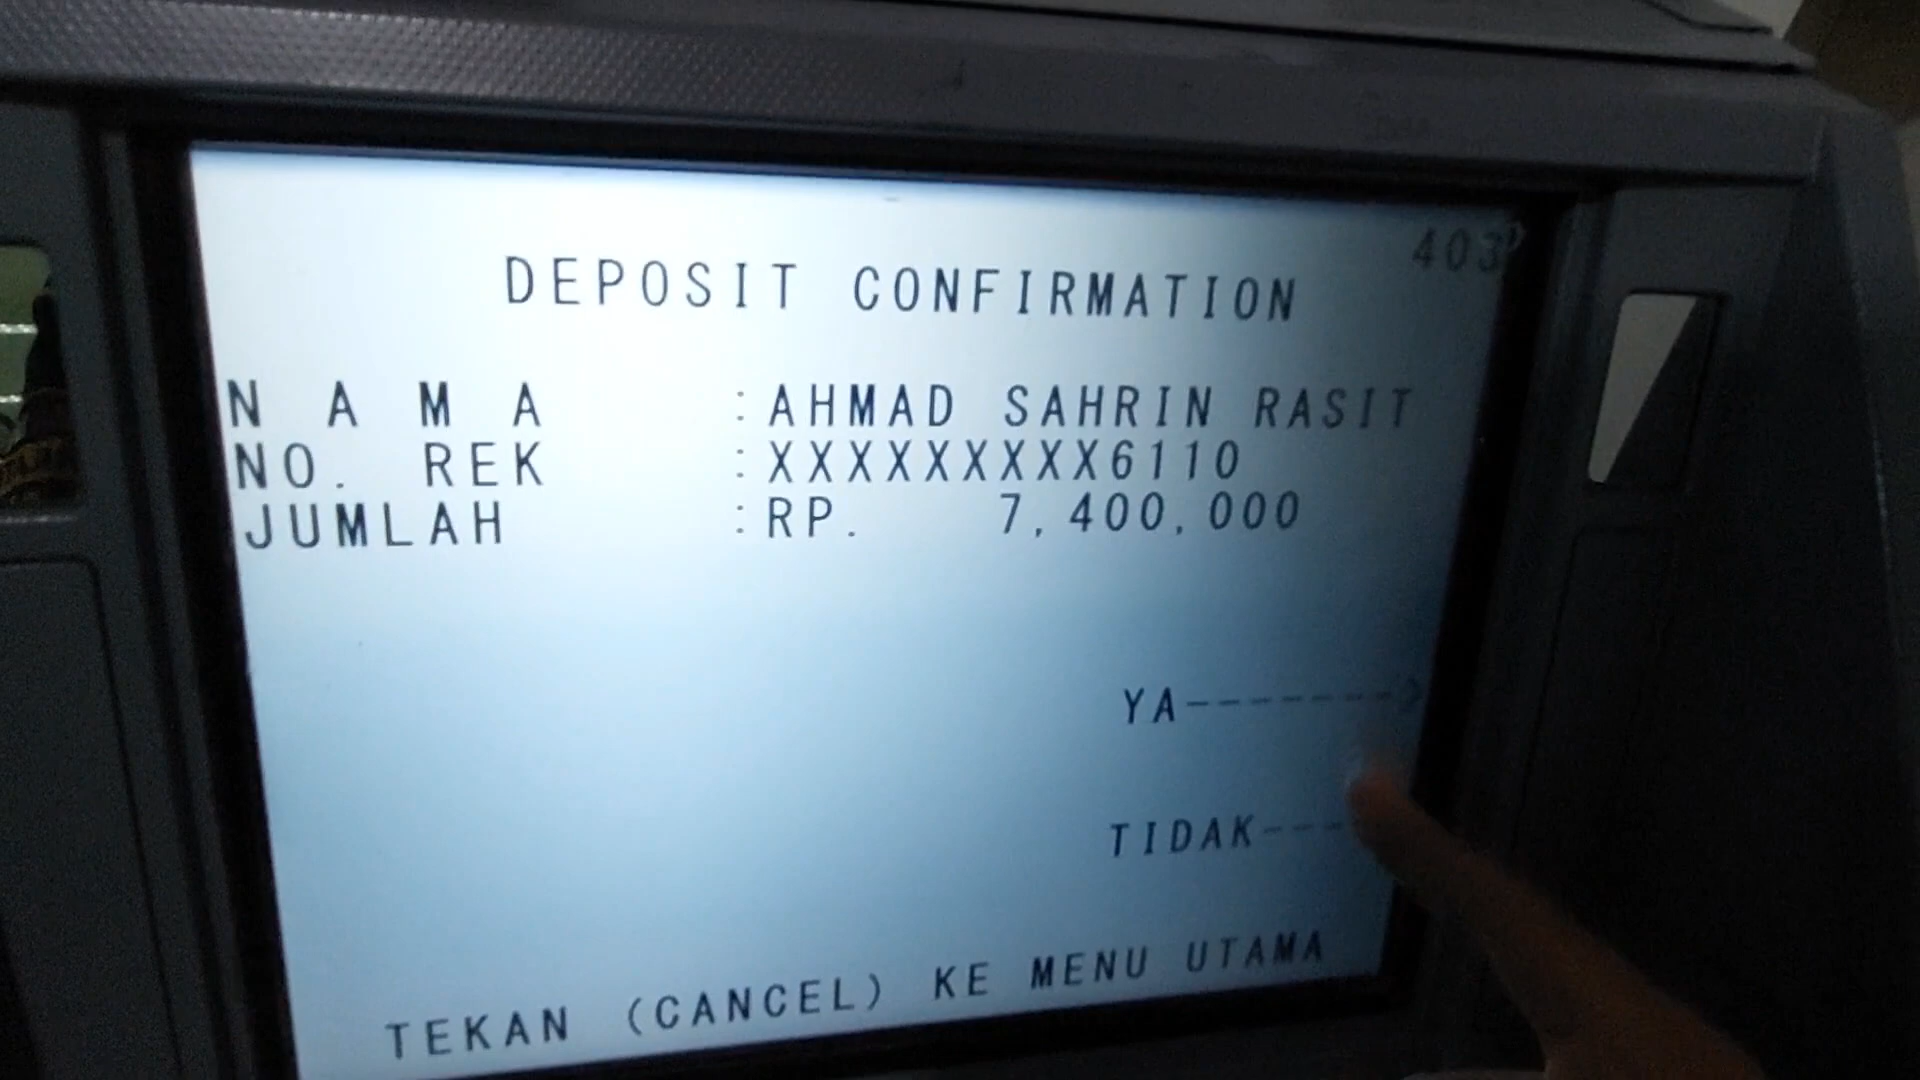 403
DEPOSIT CONFIRMATION
N A M A : AHMAD SAHRIN RASIT
NO. REK : XXXXXXXXX6110
JUMLAH : RP. 7,400,000
YA------->
TIDAK---
TEKAN (CANCEL) KE MENU UTAMA